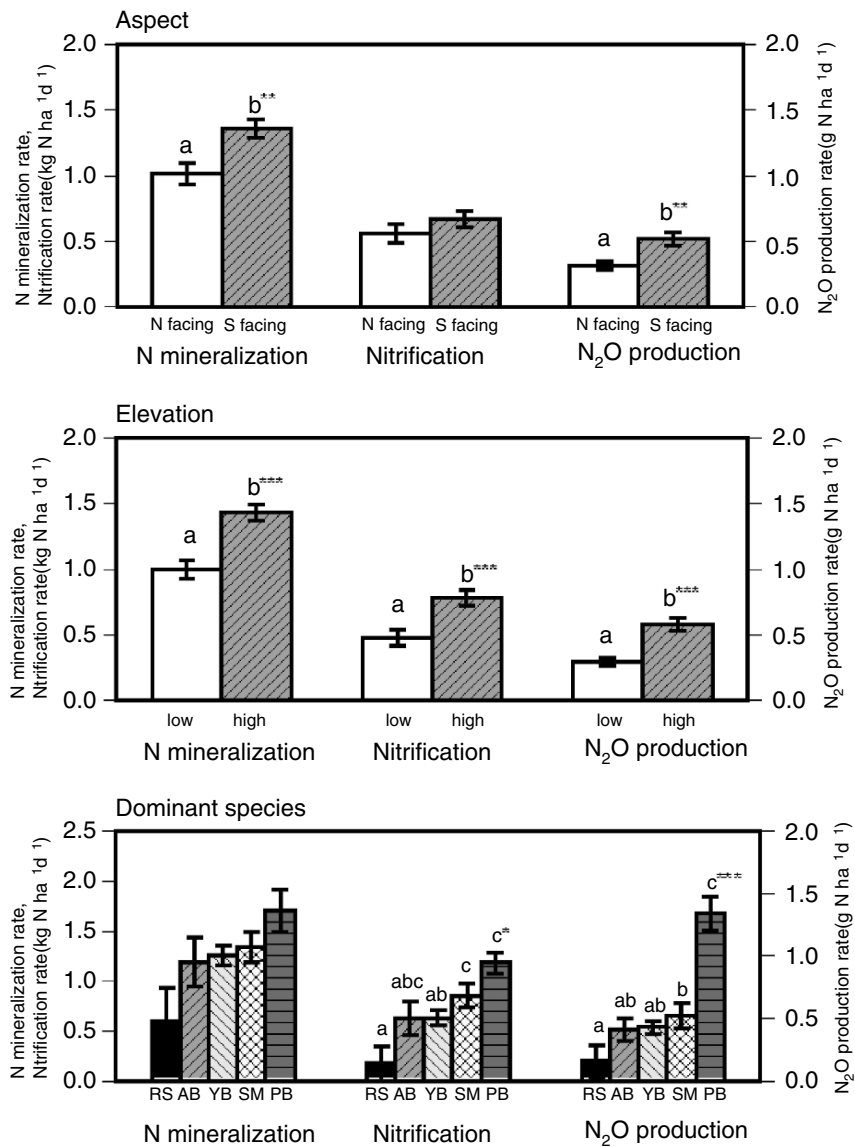 Aspect
2.0 2.0
1.5 1.5
1.0 1.0
0.5 0.5
0.0 0.0
N mineralization rate,
Ntrification rate(kg N ha 1d 1)
N2O production rate(g N ha 1d 1)
a b** a b**
N facing S facing N facing S facing N facing S facing
N mineralization Nitrification N2O production
Elevation
2.0 2.0
1.5 1.5
1.0 1.0
0.5 0.5
0.0 0.0
N mineralization rate,
Ntrification rate(kg N ha 1d 1)
N2O production rate(g N ha 1d 1)
a b*** a b*** a b***
low high low high low high
N mineralization Nitrification N2O production
Dominant species
2.5 2.0
2.0 1.5
1.5 1.0
1.0 0.5
0.5 0.0
0.0
N mineralization rate,
Ntrification rate(kg N ha 1d 1)
N2O production rate(g N ha 1d 1)
a abc ab c c* a ab ab b c***
RS AB YB SM PB RS AB YB SM PB RS AB YB SM PB
N mineralization Nitrification N2O production